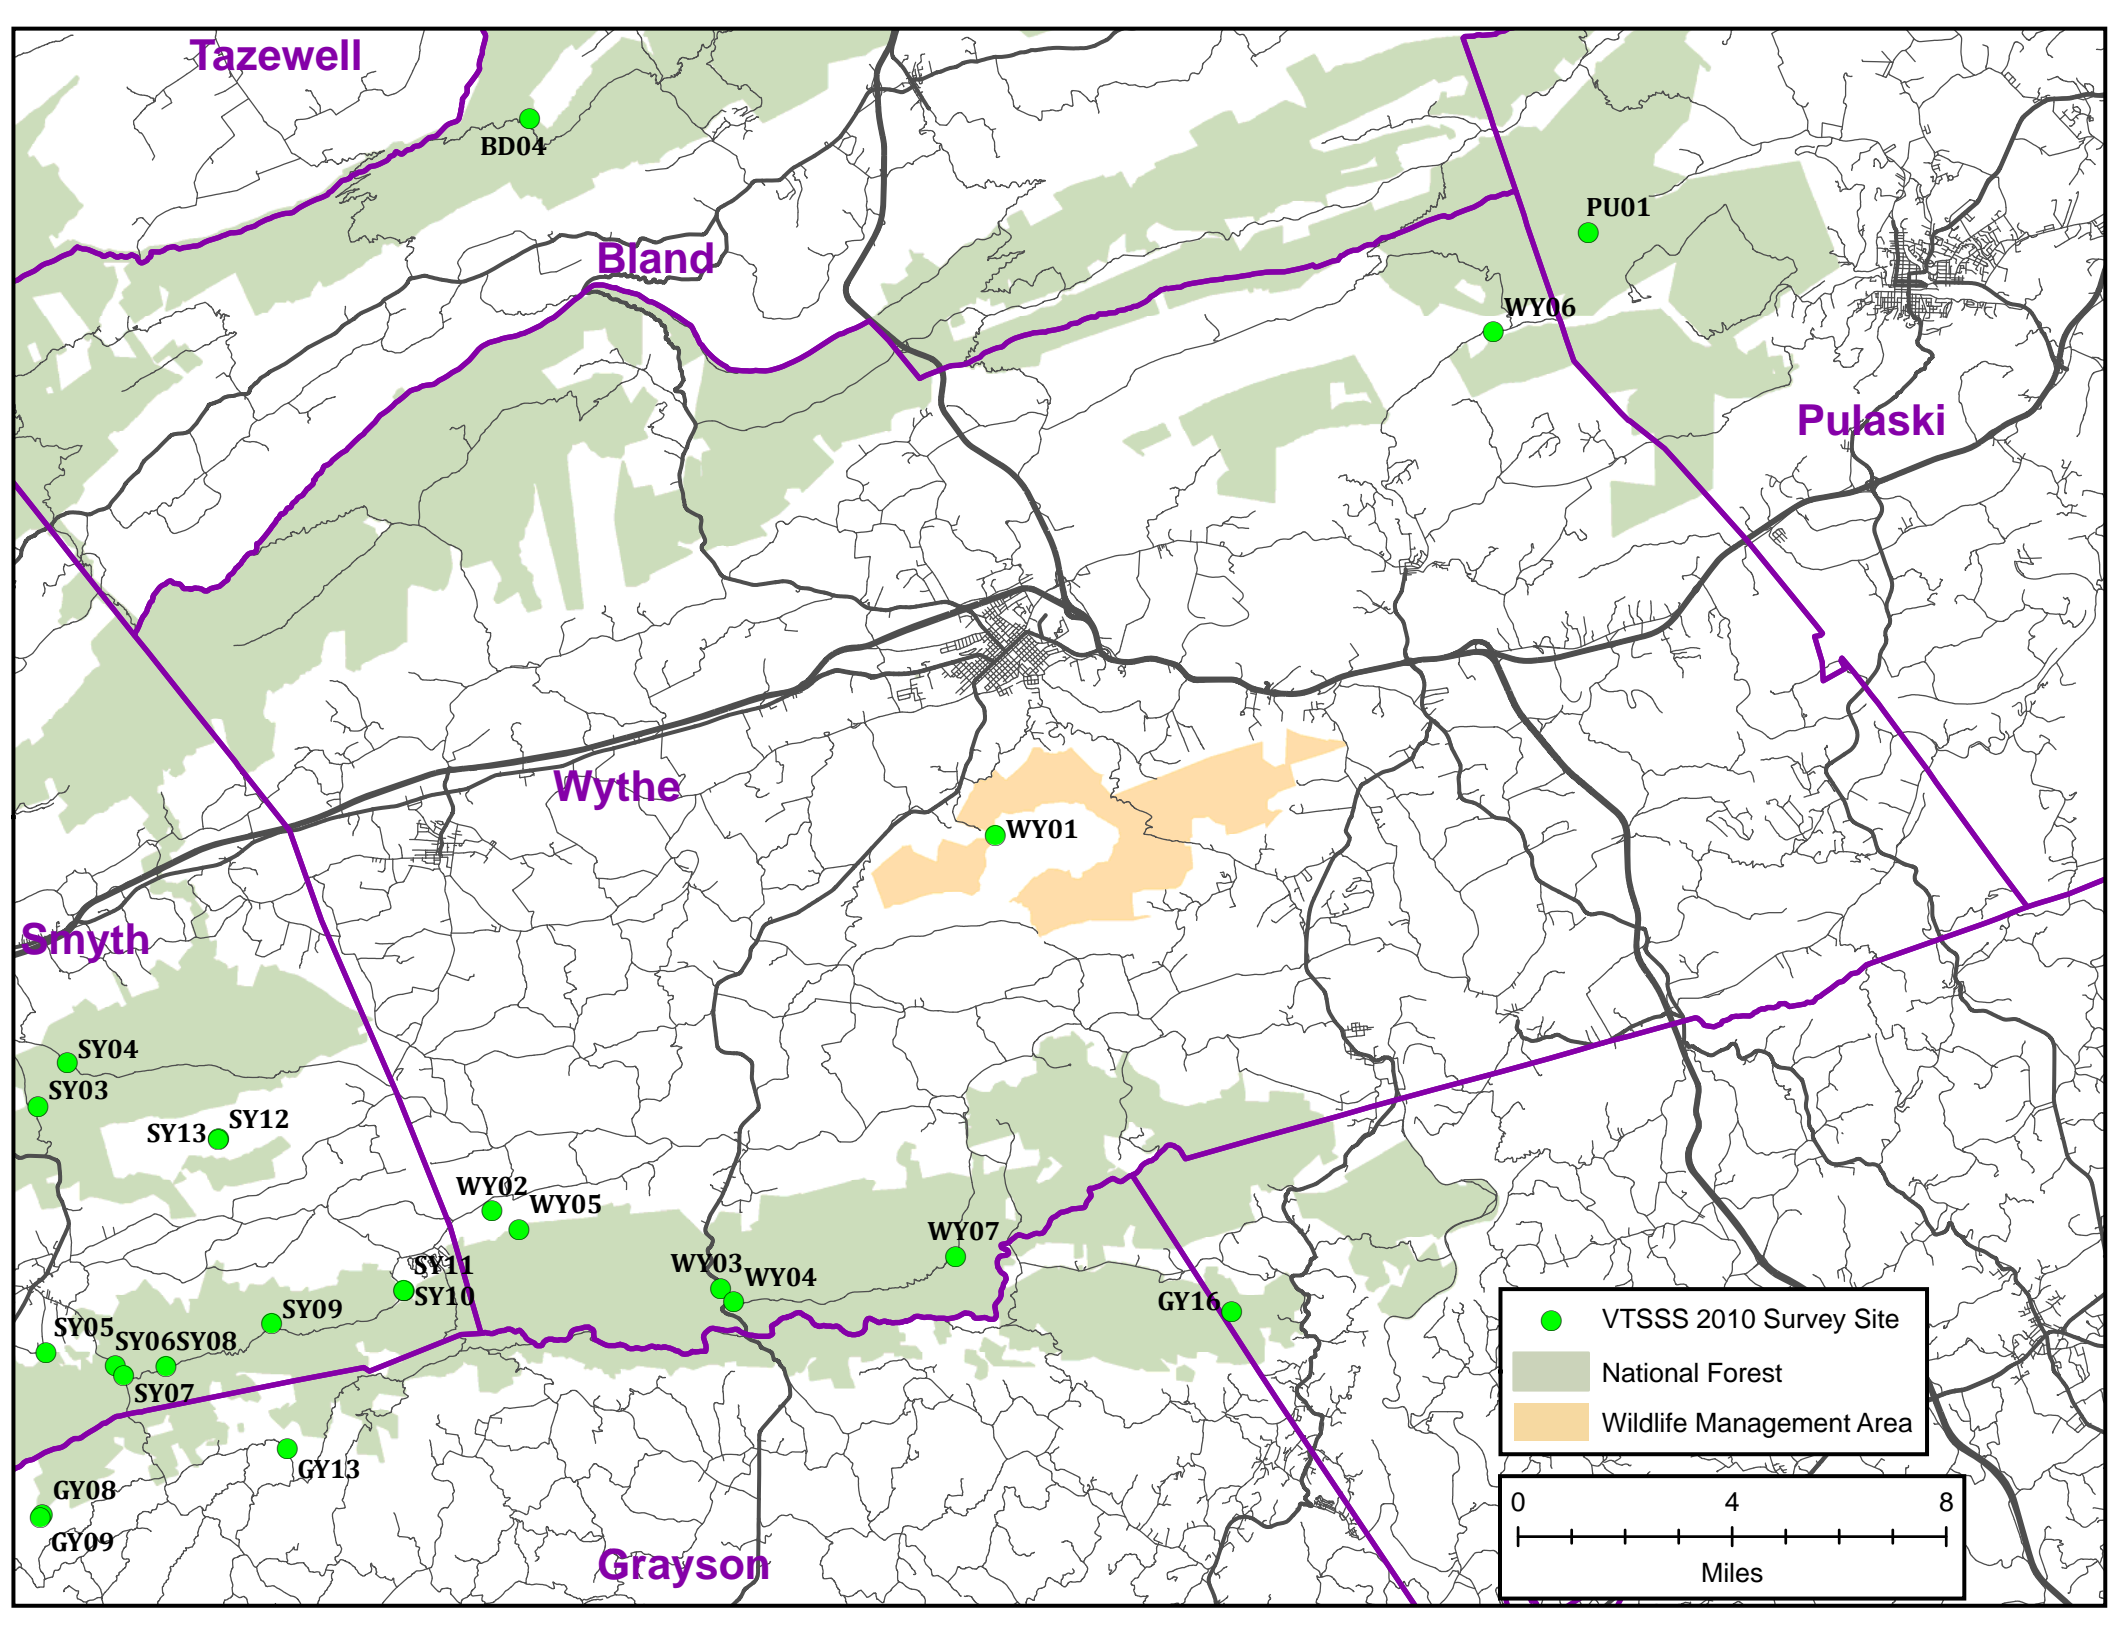 Tazewell
BD04
PU01
Bland
WY06
Pulaski
Wythe
WY01
Smyth
SY04
SY03
SY12
SY13
WY02
WY05
WY07
SY11
WY03
WY04
SY10
GY16
SY09
SY05
SY06
SY08
SY07
GY13
GY08
GY09
Grayson
VTSSS 2010 Survey Site
National Forest
Wildlife Management Area
0 4 8
Miles